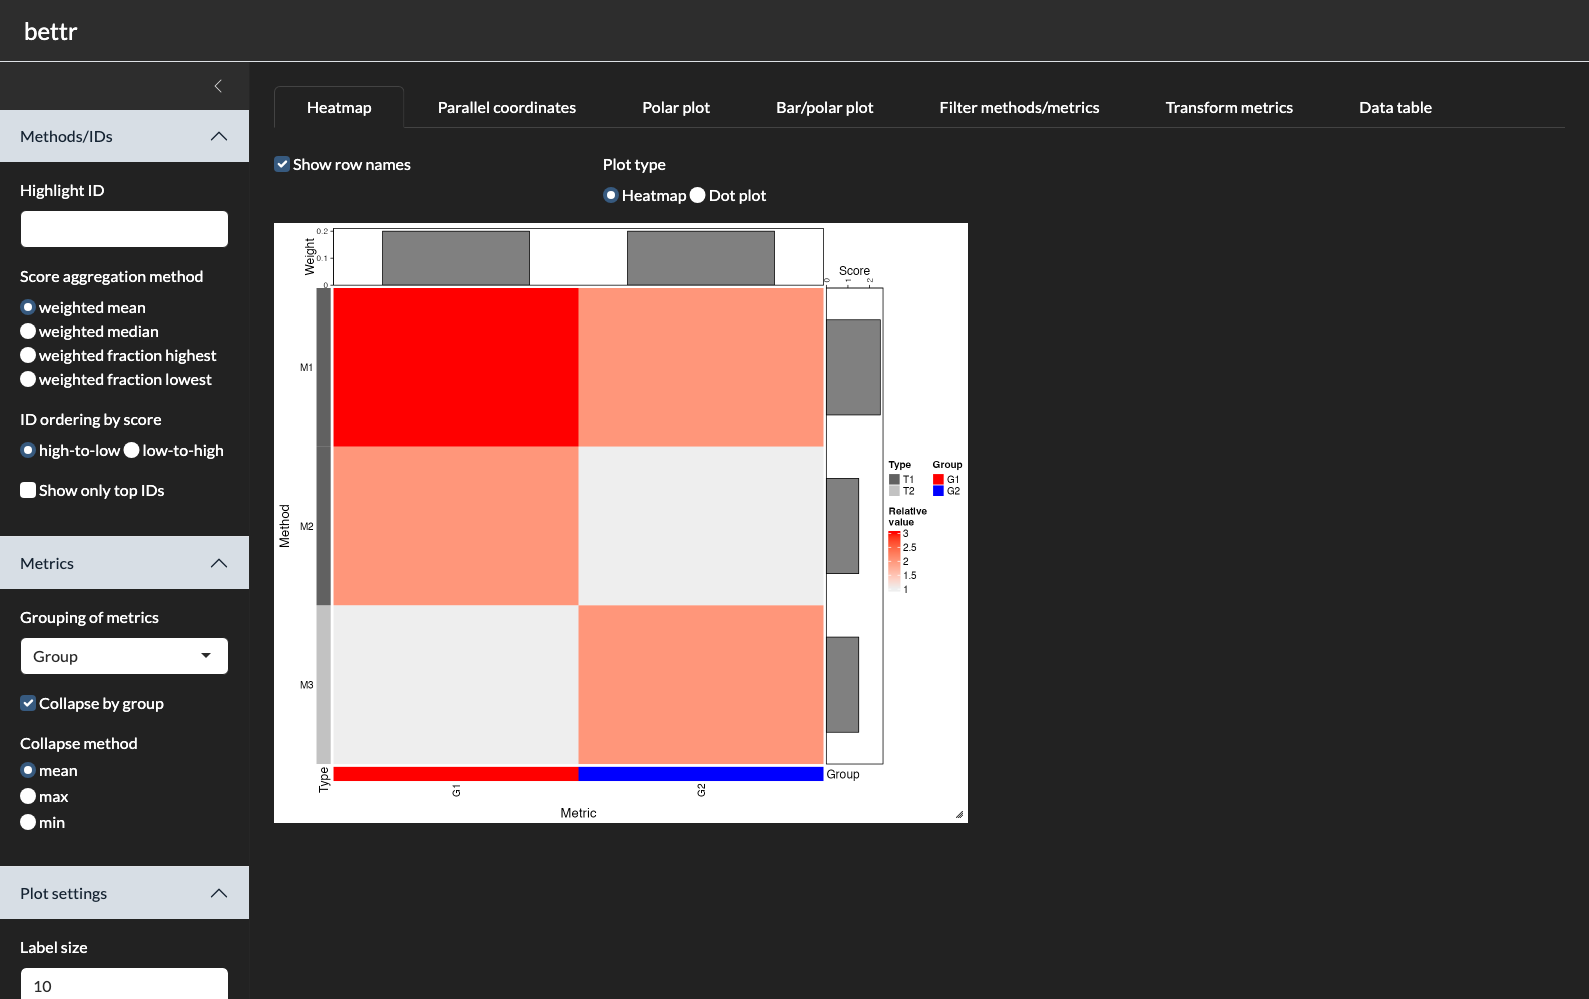 bettr
Methods/IDs
Highlight ID
Score aggregation method
weighted mean
weighted median
weighted fraction highest
weighted fraction lowest
ID ordering by score
high-to-low low-to-high
Show only top IDs
Metrics
Grouping of metrics
Group
Collapse by group
Collapse method
mean
max
min
Plot settings
Label size
10
Heatmap Parallel coordinates Polar plot Bar/polar plot Filter methods/metrics Transform metrics Data table
Show row names
Plot type
Heatmap Dot plot
Weight
0.2
0.1
0
Score
0 1 2
Method
M1
M2
M3
Type Group
T1 G1
T2 G2
Relative
value
3
2.5
2
1.5
1
Type
Group
G1 G2
Metric